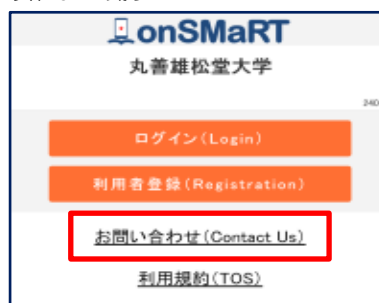 onSMaRT
丸善雄松堂大学
240
ログイン(Login)
利用者登録(Registration)
お問い合わせ(Contact Us)
利用規約(TOS)